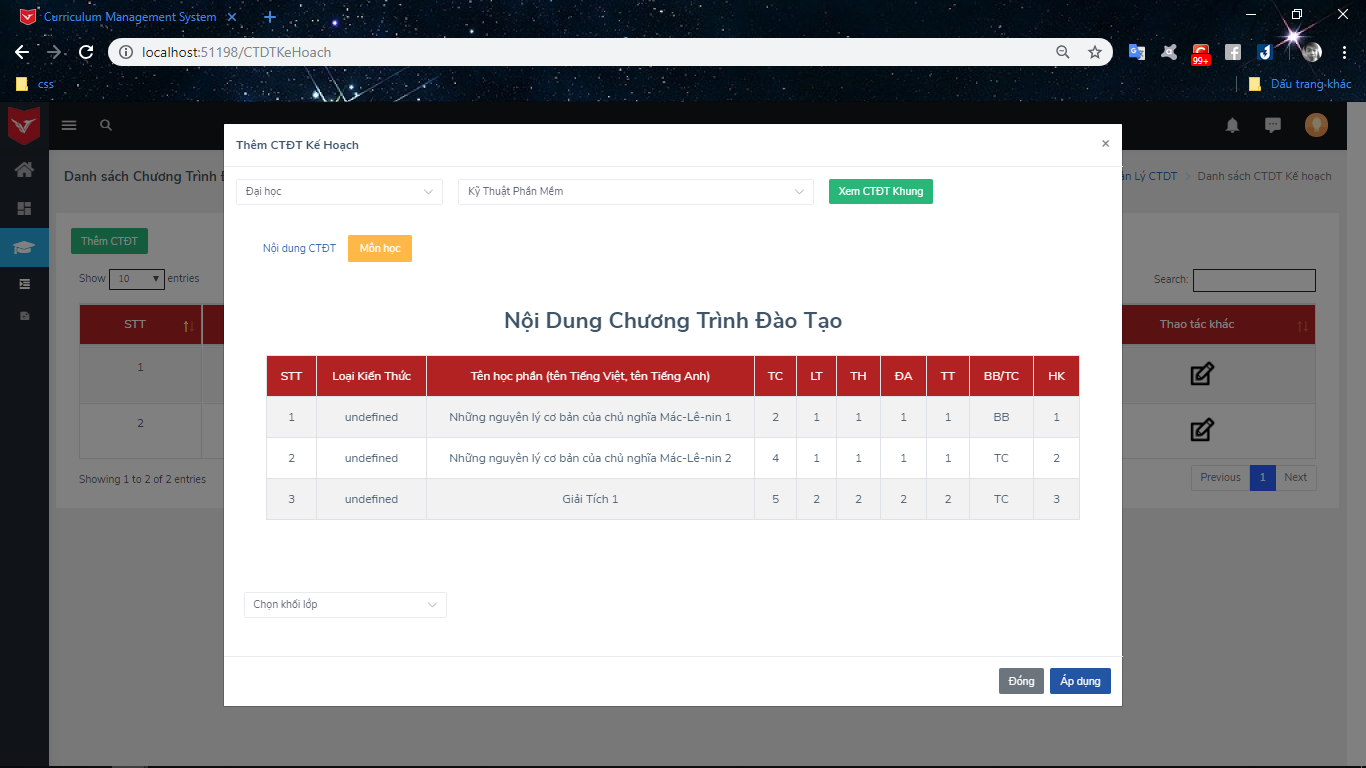 Curriculum Management System
localhost:51198/CTDTKeHoach
99+
css
Dấu trang khác
Thêm CTĐT Kế Hoạch
×
Danh sách Chương Trình Đ
ản Lý CTDT > Danh sách CTDT Kế hoạch
Đại học
Kỹ Thuật Phần Mềm
Xem CTĐT Khung
Thêm CTĐT
Nội dung CTĐT
Môn học
Show 10 entries
Search:
Nội Dung Chương Trình Đào Tạo
STT
Thao tác khác
STT Loại Kiến Thức Tên học phần (tên Tiếng Việt, tên Tiếng Anh) TC LT TH ĐA TT BB/TC HK
1 undefined Những nguyên lý cơ bản của chủ nghĩa Mác-Lê-nin 1 2 1 1 1 1 BB 1
2 undefined Những nguyên lý cơ bản của chủ nghĩa Mác-Lê-nin 2 4 1 1 1 1 TC 2
3 undefined Giải Tích 1 5 2 2 2 2 TC 3
1
2
Showing 1 to 2 of 2 entries
Previous 1 Next
Chọn khối lớp
Đóng
Áp dụng